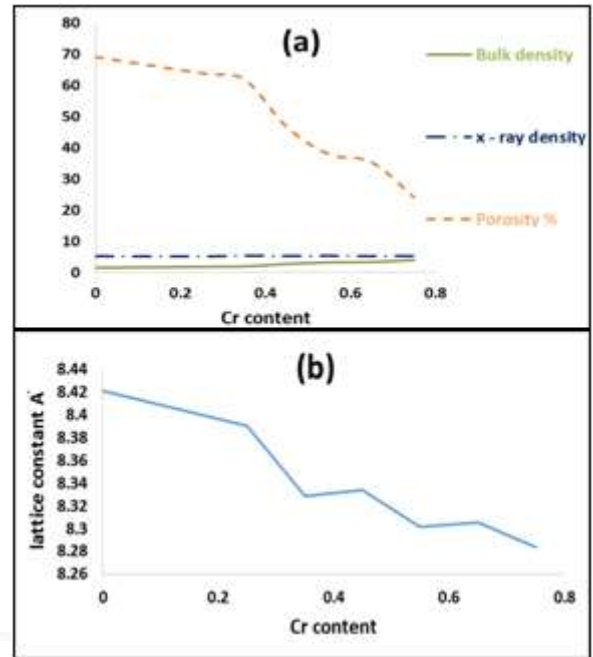 (a)
80
70
60
50
40
30
20
10
0
0 0.2 0.4 0.6 0.8
Cr content
Bulk density
x - ray density
Porosity %
(b)
lattice constant A
8.44
8.42
8.4
8.38
8.36
8.34
8.32
8.3
8.28
8.26
0 0.2 0.4 0.6 0.8
Cr content